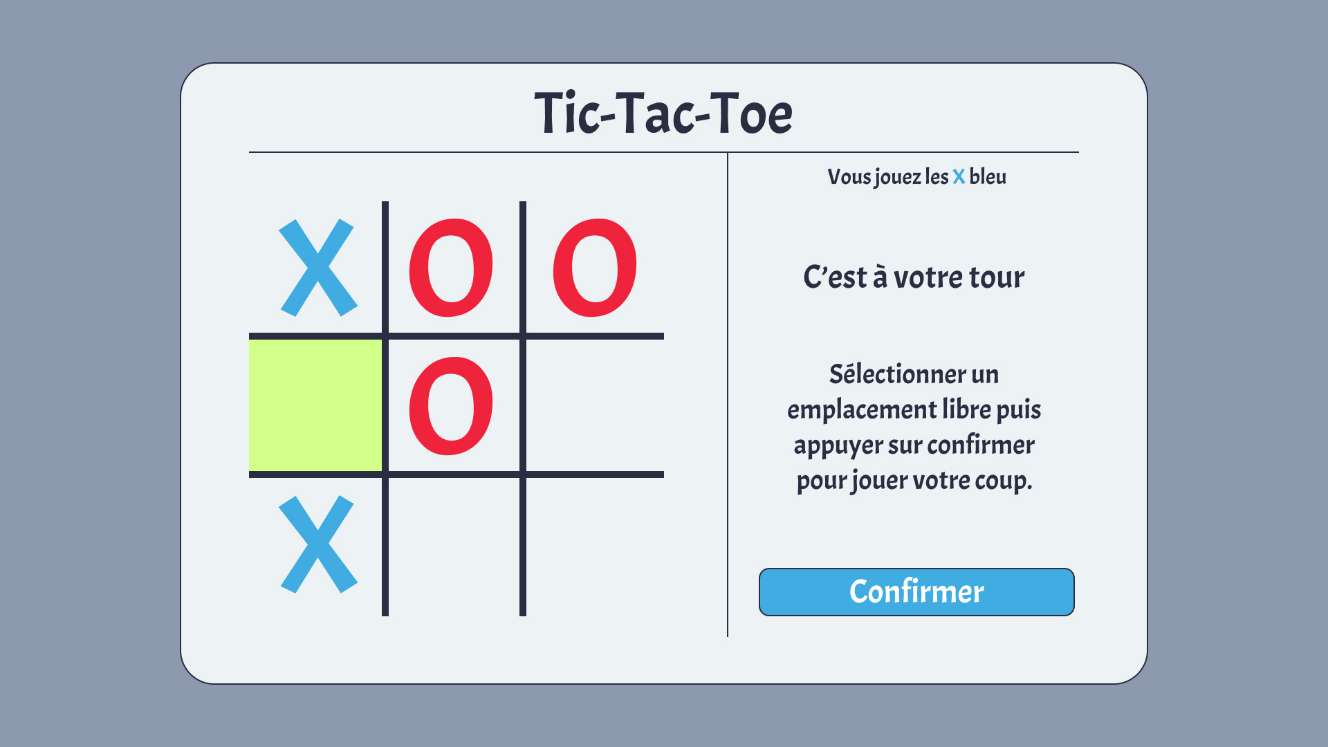 Tic-Tac-Toe
Vous jouez les X bleu
X O O
O
X
C’est à votre tour
Sélectionner un
emplacement libre puis
appuyer sur confirmer
pour jouer votre coup.
Confirmer